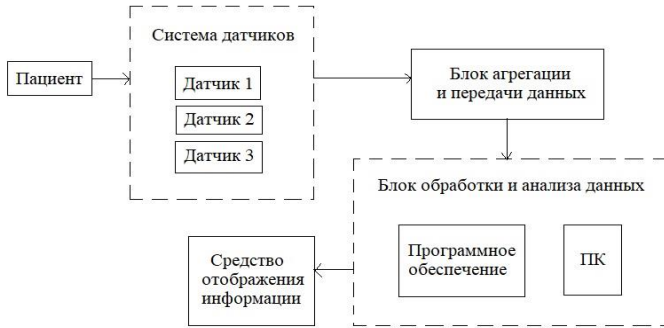 Пациент
Система датчиков
Датчик 1
Датчик 2
Датчик 3
Блок агрегации
и передачи данных
Блок обработки и анализа данных
Программное
обеспечение
ПК
Средство
отображения
информации